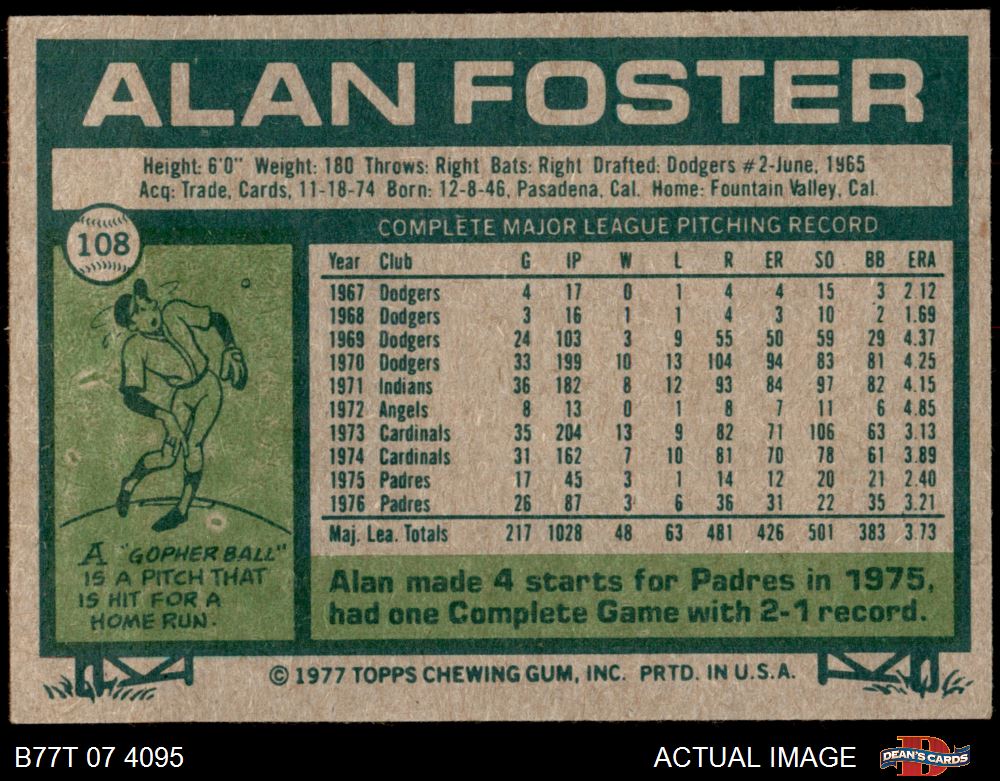 ALAN FOSTER
Height: 6'0" Weight: 180 Throws: Right Bats: Right Drafted: Dodgers #2-June, 1965
Acq: Trade, Cards, 11-18-74 Born: 12-8-46, Pasadena, Cal. Home: Fountain Valley, Cal.
108
COMPLETE MAJOR LEAGUE PITCHING RECORD
Year Club G IP W L R ER SO BB ERA
1967 Dodgers 4 17 0 1 4 4 15 3 2.12
1968 Dodgers 3 16 1 1 4 3 10 2 1.69
1969 Dodgers 24 103 3 9 55 50 59 29 4.37
1970 Dodgers 33 199 10 13 104 94 83 81 4.25
1971 Indians 36 182 8 12 93 84 97 82 4.15
1972 Angels 8 13 0 1 8 7 11 6 4.85
1973 Cardinals 35 204 13 9 82 71 106 63 3.13
1974 Cardinals 31 162 7 10 81 70 78 61 3.89
1975 Padres 17 45 3 1 14 12 20 21 2.40
1976 Padres 26 87 3 6 36 31 22 35 3.21
Maj. Lea. Totals 217 1028 48 63 481 426 501 383 3.73
A "GOPHER BALL"
IS A PITCH THAT
IS HIT FOR A
HOME RUN.
Alan made 4 starts for Padres in 1975,
had one Complete Game with 2-1 record.
© 1977 TOPPS CHEWING GUM, INC. PRTD. IN U.S.A.
B77T 07 4095
ACTUAL IMAGE
DEAN'S CARDS